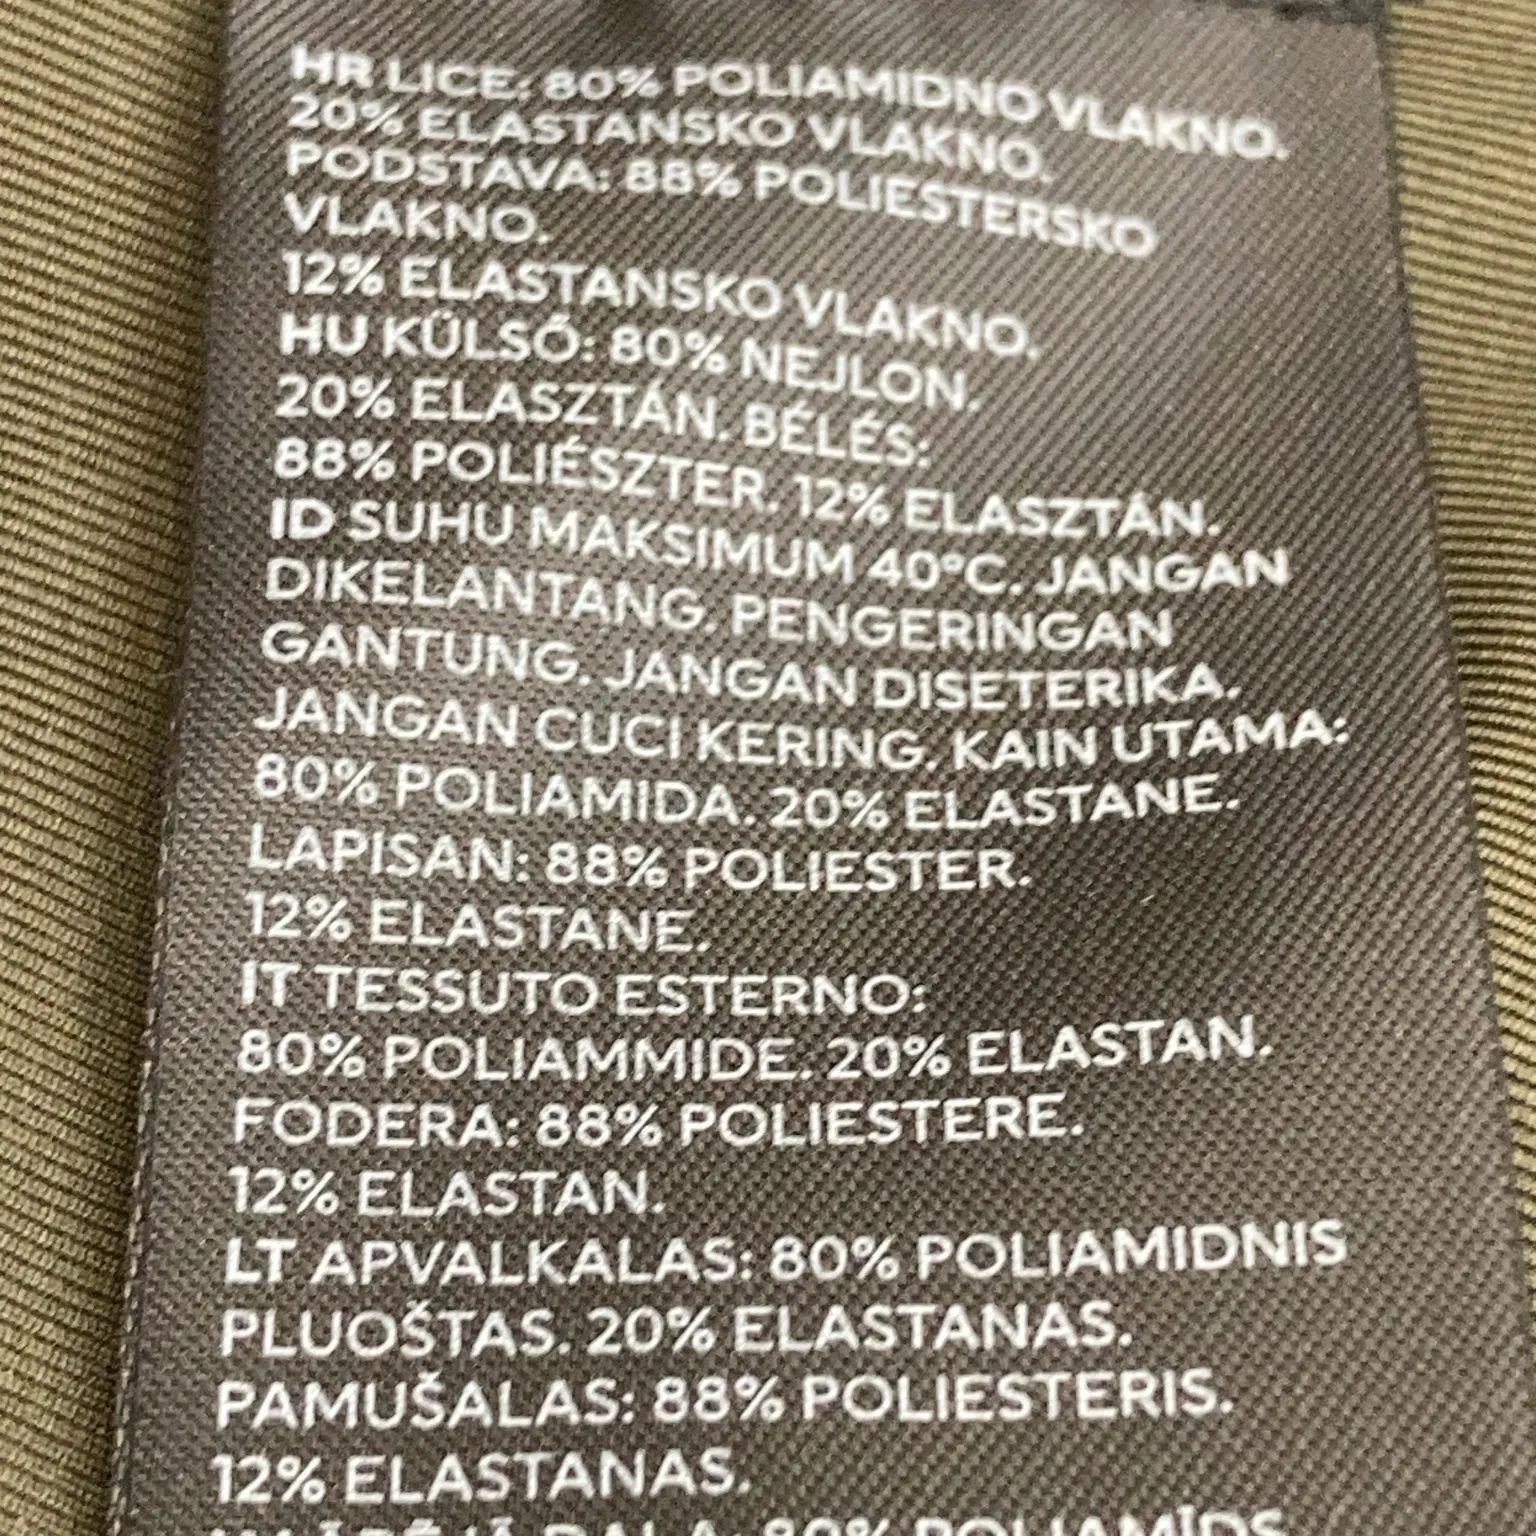 HR LICE: 80% POLIAMIDNO VLAKNO.
20% ELASTANSKO VLAKNO.
PODSTAVA: 88% POLIESTERSKO
VLAKNO.
12% ELASTANSKO VLAKNO.
HU KÜLSŐ: 80% NEJLON.
20% ELASZTÁN. BÉLÉS:
88% POLIÉSZTER. 12% ELASZTÁN.
ID SUHU MAKSIMUM 40°C. JANGAN
DIKELANTANG. PENGERINGAN
GANTUNG. JANGAN DISETERIKA.
JANGAN CUCI KERING. KAIN UTAMA:
80% POLIAMIDA. 20% ELASTANE.
LAPISAN: 88% POLIESTER.
12% ELASTANE.
IT TESSUTO ESTERNO:
80% POLIAMMIDE. 20% ELASTAN.
FODERA: 88% POLIESTERE.
12% ELASTAN.
LT APVALKALAS: 80% POLIAMIDNIS
PLUOŠTAS. 20% ELASTANAS.
PAMUŠALAS: 88% POLIESTERIS.
12% ELASTANAS.
80% POLIAMĪDS